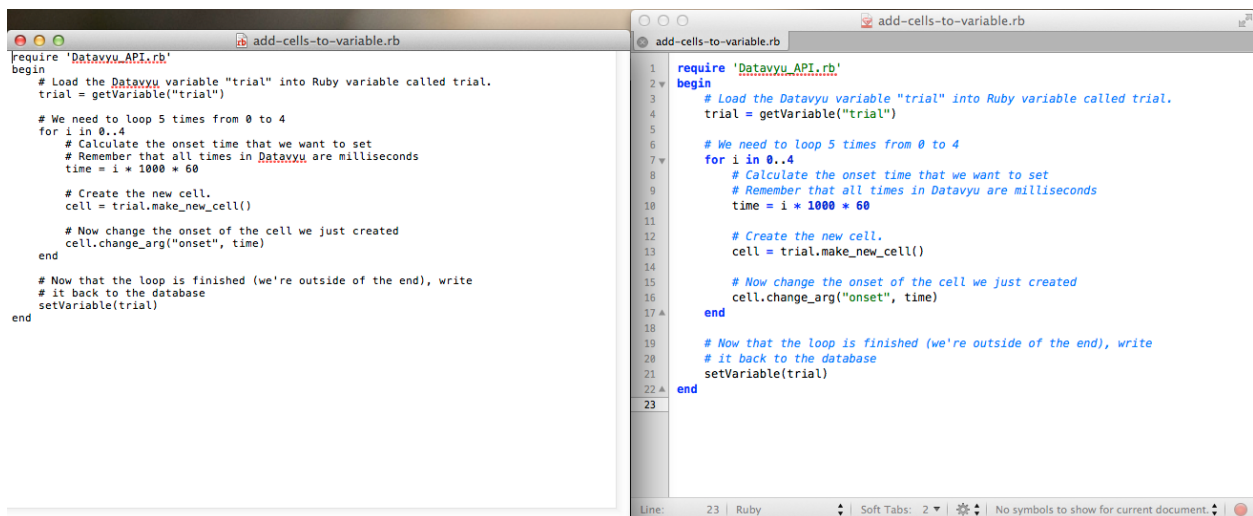 add-cells-to-variable.rb
require 'Datavyu_API.rb'
begin
    # Load the Datavyu variable "trial" into Ruby variable called trial.
    trial = getVariable("trial")

    # We need to loop 5 times from 0 to 4
    for i in 0..4
        # Calculate the onset time that we want to set
        # Remember that all times in Datavyu are milliseconds
        time = i * 1000 * 60

        # Create the new cell.
        cell = trial.make_new_cell()

        # Now change the onset of the cell we just created
        cell.change_arg("onset", time)
    end

    # Now that the loop is finished (we're outside of the end), write
    # it back to the database
    setVariable(trial)
end
add-cells-to-variable.rb
add-cells-to-variable.rb
1 require 'Datavyu_API.rb'
2 begin
3     # Load the Datavyu variable "trial" into Ruby variable called trial.
4     trial = getVariable("trial")
5
6     # We need to loop 5 times from 0 to 4
7     for i in 0..4
8         # Calculate the onset time that we want to set
9         # Remember that all times in Datavyu are milliseconds
10         time = i * 1000 * 60
11
12         # Create the new cell.
13         cell = trial.make_new_cell()
14
15         # Now change the onset of the cell we just created
16         cell.change_arg("onset", time)
17     end
18
19     # Now that the loop is finished (we're outside of the end), write
20     # it back to the database
21     setVariable(trial)
22 end
23
Line: 23 Ruby Soft Tabs: 2 No symbols to show for current document.